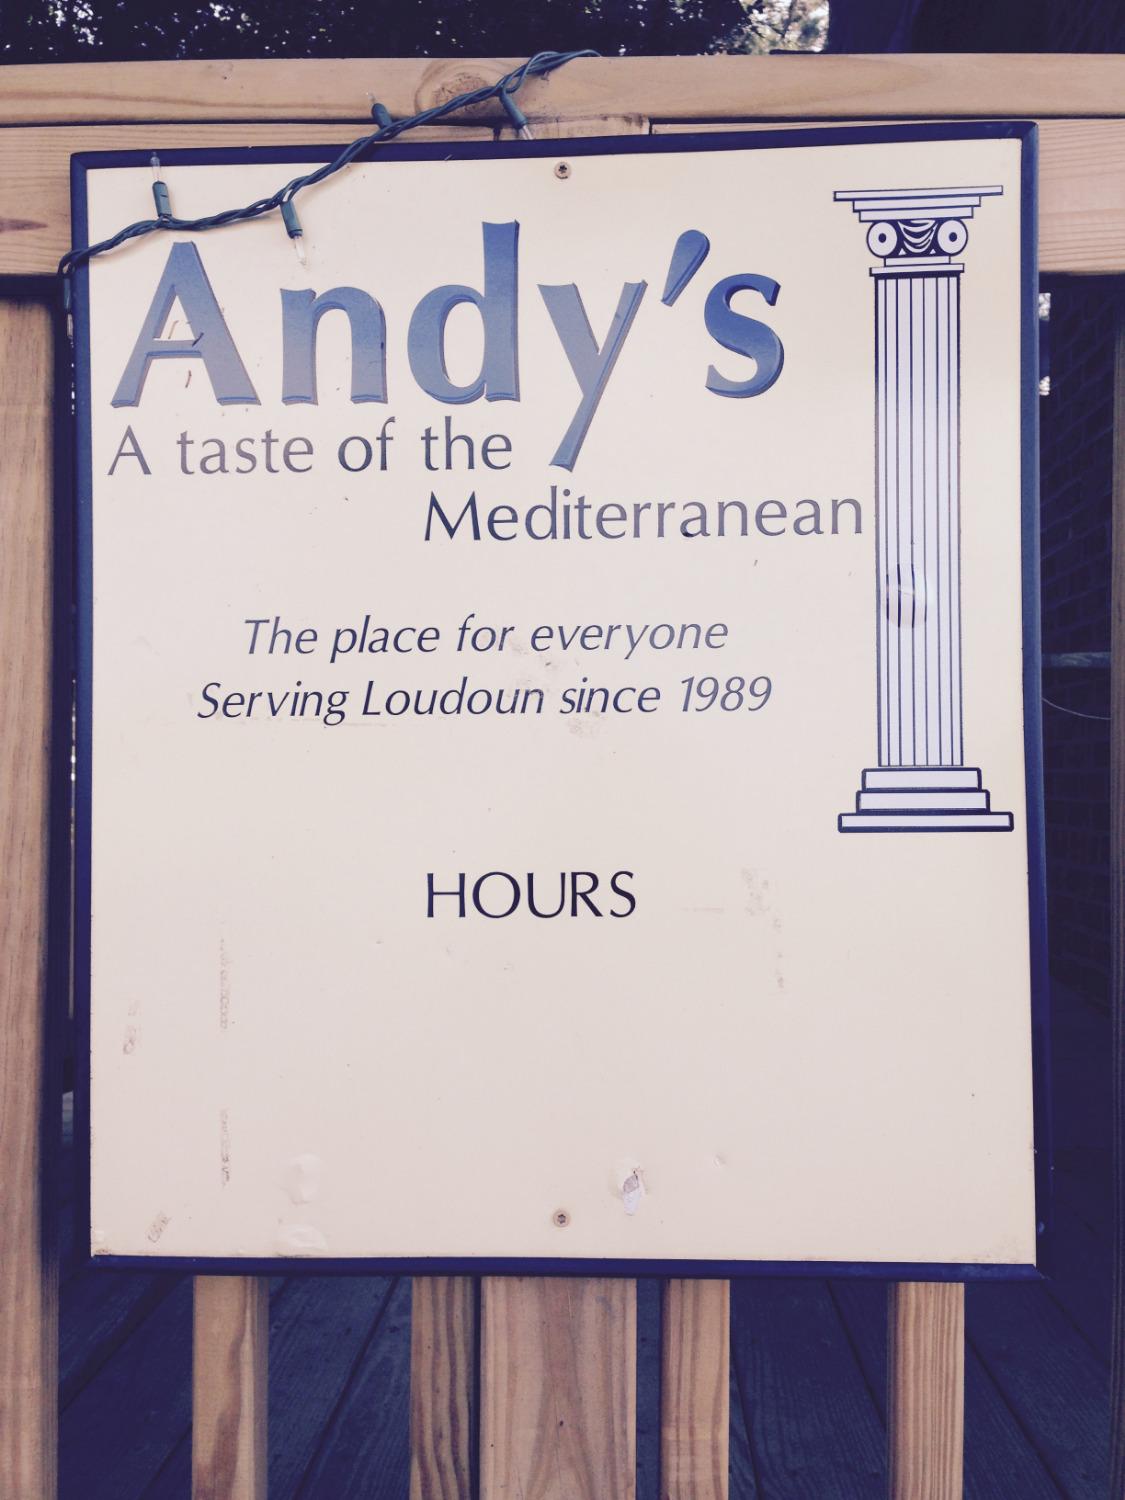 Andy's
A taste of the
Mediterranean
The place for everyone
Serving Loudoun since 1989
HOURS